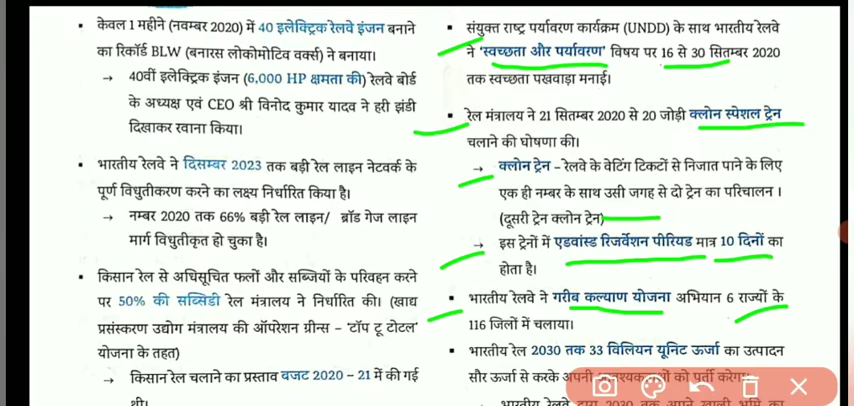 ▪ केवल 1 महीने (नवम्बर 2020) में 40 इलेक्ट्रिक रेलवे इंजन बनाने
का रिकॉर्ड BLW (बनारस लोकोमोटिव वर्क्स) ने बनाया।
→ 40वीं इलेक्ट्रिक इंजन (6,000 HP क्षमता की) रेलवे बोर्ड
के अध्यक्ष एवं CEO श्री विनोद कुमार यादव ने हरी झंडी
दिखाकर रवाना किया।
▪ भारतीय रेलवे ने दिसम्बर 2023 तक बड़ी रेल लाइन नेटवर्क के
पूर्ण विधुतीकरण करने का लक्ष्य निर्धारित किया है।
→ नम्बर 2020 तक 66% बड़ी रेल लाइन/ ब्रॉड गेज लाइन
मार्ग विधुतीकृत हो चुका है।
▪ किसान रेल से अधिसूचित फलों और सब्जियों के परिवहन करने
पर 50% की सब्सिडी रेल मंत्रालय ने निर्धारित की। (खाद्य
प्रसंस्करण उद्योग मंत्रालय की ऑपरेशन ग्रीन्स – 'टॉप टू टोटल'
योजना के तहत)
→ किसान रेल चलाने का प्रस्ताव बजट 2020 – 21 में की गई
थी।
▪ संयुक्त राष्ट्र पर्यावरण कार्यक्रम (UNDD) के साथ भारतीय रेलवे
ने 'स्वच्छता और पर्यावरण' विषय पर 16 से 30 सितम्बर 2020
तक स्वच्छता पखवाड़ा मनाई।
▪ रेल मंत्रालय ने 21 सितम्बर 2020 से 20 जोड़ी क्लोन स्पेशल ट्रेन
चलाने की घोषणा की।
→ क्लोन ट्रेन – रेलवे के वेटिंग टिकटों से निजात पाने के लिए
एक ही नम्बर के साथ उसी जगह से दो ट्रेन का परिचालन ।
(दूसरी ट्रेन क्लोन ट्रेन)
→ इस ट्रेनों में एडवांस्ड रिजर्वेशन पीरियड मात्र 10 दिनों का
होता है।
▪ भारतीय रेलवे ने गरीब कल्याण योजना अभियान 6 राज्यों के
116 जिलों में चलाया।
▪ भारतीय रेल 2030 तक 33 विलियन यूनिट ऊर्जा का उत्पादन
सौर ऊर्जा से करके अपनी को पूर्ती करेगा
भारतीय रेलवे द्वारा 2030 तक अपने खाली भूमि का